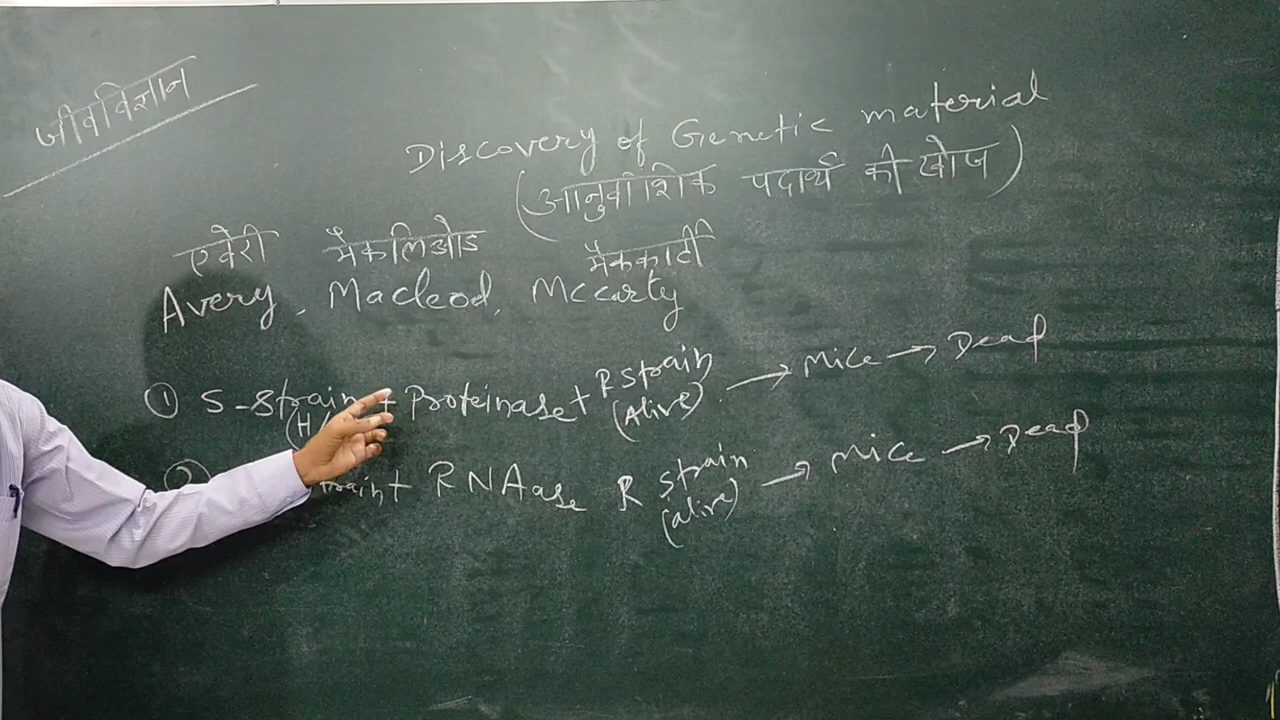 जीवविज्ञान
Discovery of Genetic material
(आनुवांशिक पदार्थ की खोज)
एवेरी मैकलिओड मैककार्टी
Avery, Macleod, Mccarty
① S-Strain + Proteinase + R Strain (Alive) → Mice → Dead
(H
② + RNAase R Strain (alive) → Mice → Dead